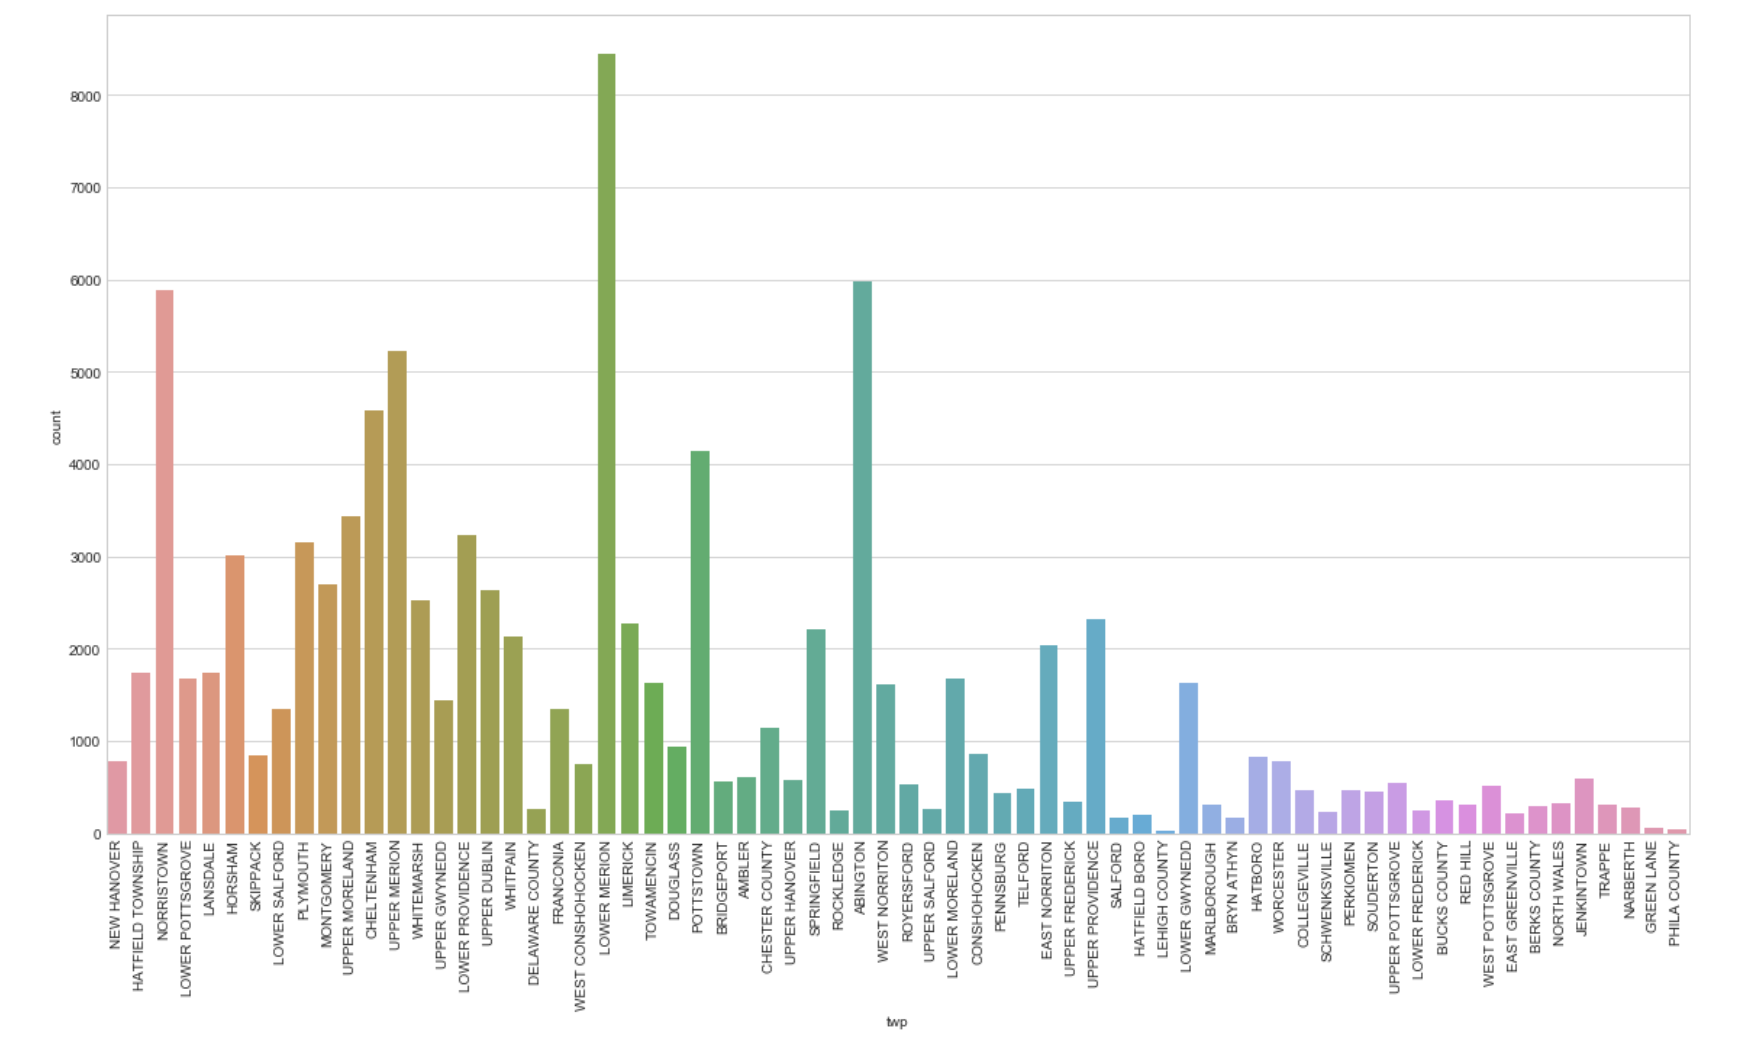 8000
7000
6000
5000
4000
3000
2000
1000
0
count
NEW HANOVER
HATFIELD TOWNSHIP
NORRISTOWN
LOWER POTTSGROVE
LANSDALE
HORSHAM
SKIPPACK
LOWER SALFORD
PLYMOUTH
MONTGOMERY
UPPER MORELAND
CHELTENHAM
UPPER MERION
WHITEMARSH
UPPER GWYNEDD
LOWER PROVIDENCE
UPPER DUBLIN
WHITPAIN
DELAWARE COUNTY
FRANCONIA
WEST CONSHOHOCKEN
LOWER MERION
LIMERICK
TOWAMENCIN
DOUGLASS
POTTSTOWN
BRIDGEPORT
AMBLER
CHESTER COUNTY
UPPER HANOVER
SPRINGFIELD
ROCKLEDGE
ABINGTON
WEST NORRITON
ROYERSFORD
UPPER SALFORD
LOWER MORELAND
CONSHOHOCKEN
PENNSBURG
TELFORD
EAST NORRITON
UPPER FREDERICK
UPPER PROVIDENCE
SALFORD
HATFIELD BORO
LEHIGH COUNTY
LOWER GWYNEDD
MARLBOROUGH
BRYN ATHYN
HATBORO
WORCESTER
COLLEGEVILLE
SCHWENKSVILLE
PERKIOMEN
SOUDERTON
UPPER POTTSGROVE
LOWER FREDERICK
BUCKS COUNTY
RED HILL
WEST POTTSGROVE
EAST GREENVILLE
BERKS COUNTY
NORTH WALES
JENKINTOWN
TRAPPE
NARBERTH
GREEN LANE
PHILA COUNTY
twp